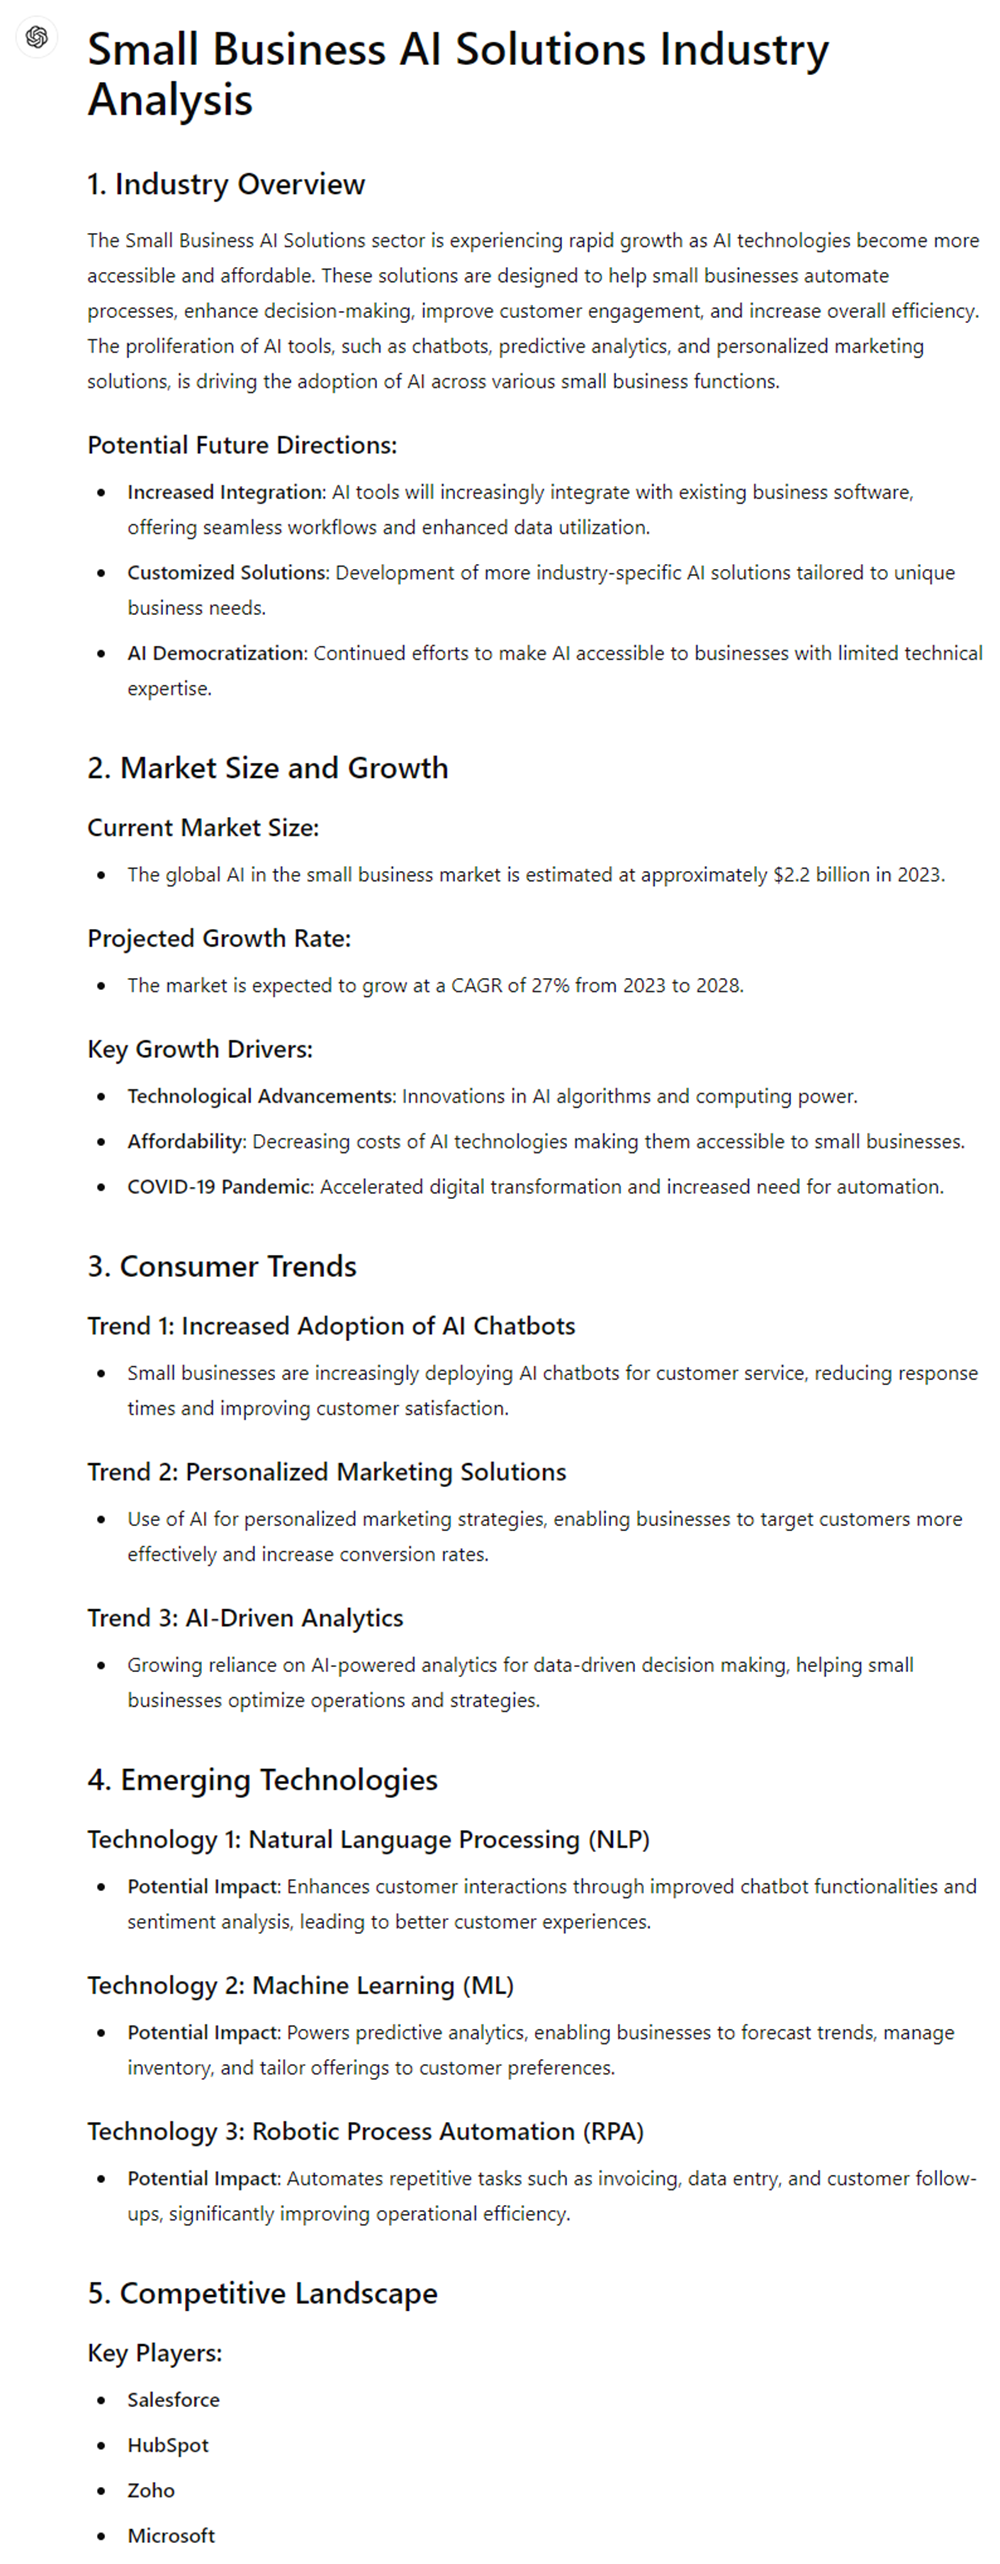 Small Business AI Solutions Industry
Analysis
1. Industry Overview
The Small Business AI Solutions sector is experiencing rapid growth as AI technologies become more
accessible and affordable. These solutions are designed to help small businesses automate
processes, enhance decision-making, improve customer engagement, and increase overall efficiency.
The proliferation of AI tools, such as chatbots, predictive analytics, and personalized marketing
solutions, is driving the adoption of AI across various small business functions.
Potential Future Directions:
• Increased Integration: AI tools will increasingly integrate with existing business software,
offering seamless workflows and enhanced data utilization.
• Customized Solutions: Development of more industry-specific AI solutions tailored to unique
business needs.
• AI Democratization: Continued efforts to make AI accessible to businesses with limited technical
expertise.
2. Market Size and Growth
Current Market Size:
• The global AI in the small business market is estimated at approximately $2.2 billion in 2023.
Projected Growth Rate:
• The market is expected to grow at a CAGR of 27% from 2023 to 2028.
Key Growth Drivers:
• Technological Advancements: Innovations in AI algorithms and computing power.
• Affordability: Decreasing costs of AI technologies making them accessible to small businesses.
• COVID-19 Pandemic: Accelerated digital transformation and increased need for automation.
3. Consumer Trends
Trend 1: Increased Adoption of AI Chatbots
• Small businesses are increasingly deploying AI chatbots for customer service, reducing response
times and improving customer satisfaction.
Trend 2: Personalized Marketing Solutions
• Use of AI for personalized marketing strategies, enabling businesses to target customers more
effectively and increase conversion rates.
Trend 3: AI-Driven Analytics
• Growing reliance on AI-powered analytics for data-driven decision making, helping small
businesses optimize operations and strategies.
4. Emerging Technologies
Technology 1: Natural Language Processing (NLP)
• Potential Impact: Enhances customer interactions through improved chatbot functionalities and
sentiment analysis, leading to better customer experiences.
Technology 2: Machine Learning (ML)
• Potential Impact: Powers predictive analytics, enabling businesses to forecast trends, manage
inventory, and tailor offerings to customer preferences.
Technology 3: Robotic Process Automation (RPA)
• Potential Impact: Automates repetitive tasks such as invoicing, data entry, and customer follow-
ups, significantly improving operational efficiency.
5. Competitive Landscape
Key Players:
• Salesforce
• HubSpot
• Zoho
• Microsoft